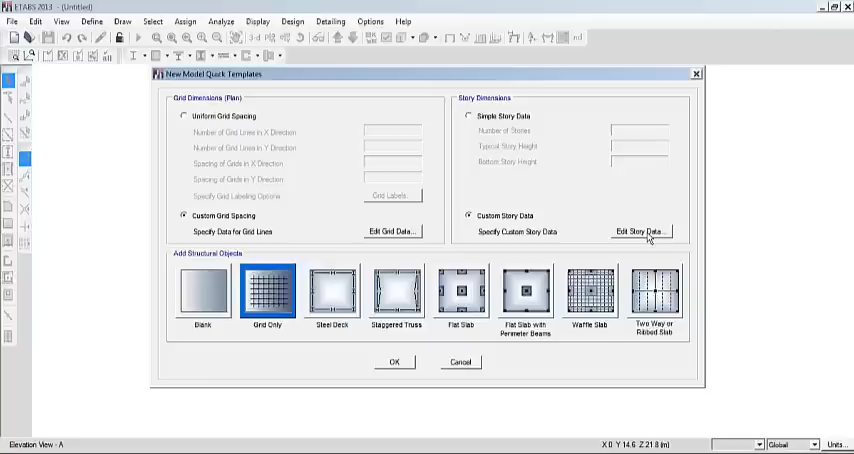 ETABS 2013 - (Untitled)
File Edit View Define Draw Select Assign Analyze Display Design Detailing Options Help
New Model Quick Templates
Grid Dimensions (Plan)
Uniform Grid Spacing
Number of Grid Lines in X Direction
Number of Grid Lines in Y Direction
Spacing of Grids in X Direction
Spacing of Grids in Y Direction
Specify Grid Labeling Options
Grid Labels...
Custom Grid Spacing
Specify Data for Grid Lines
Edit Grid Data...
Story Dimensions
Simple Story Data
Number of Stories
Typical Story Height
Bottom Story Height
Custom Story Data
Specify Custom Story Data
Edit Story Data...
Add Structural Objects
Blank
Grid Only
Steel Deck
Staggered Truss
Flat Slab
Flat Slab with
Perimeter Beams
Waffle Slab
Two Way or
Ribbed Slab
OK
Cancel
Elevation View - A
X 0 Y 14.6 Z 21.8 (m)
Global
Units...